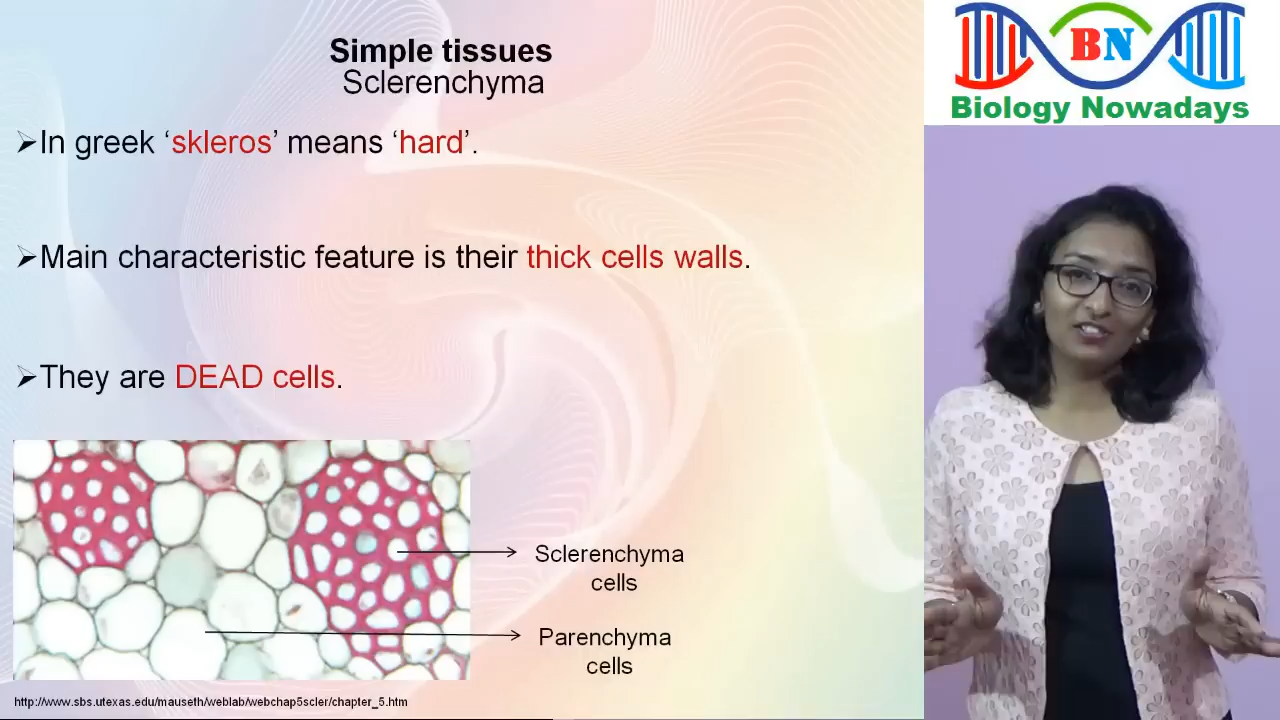 Simple tissues
Sclerenchyma
➢In greek ‘skleros’ means ‘hard’.
➢Main characteristic feature is their thick cells walls.
➢They are DEAD cells.
Sclerenchyma
cells
Parenchyma
cells
http://www.sbs.utexas.edu/mauseth/weblab/webchap5scler/chapter_5.htm
BN
Biology Nowadays